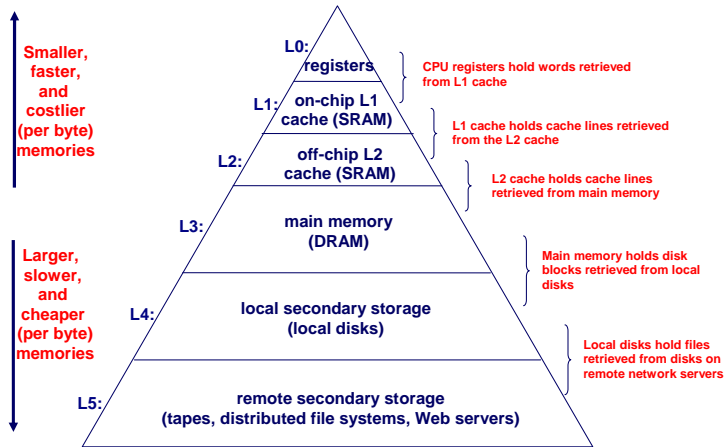 Smaller,
faster,
and
costlier
(per byte)
memories
Larger,
slower,
and
cheaper
(per byte)
memories
L0:
registers
L1:
on-chip L1
cache (SRAM)
L2:
off-chip L2
cache (SRAM)
L3:
main memory
(DRAM)
L4:
local secondary storage
(local disks)
L5:
remote secondary storage
(tapes, distributed file systems, Web servers)
CPU registers hold words retrieved
from L1 cache
L1 cache holds cache lines retrieved
from the L2 cache
L2 cache holds cache lines
retrieved from main memory
Main memory holds disk
blocks retrieved from local
disks
Local disks hold files
retrieved from disks on
remote network servers